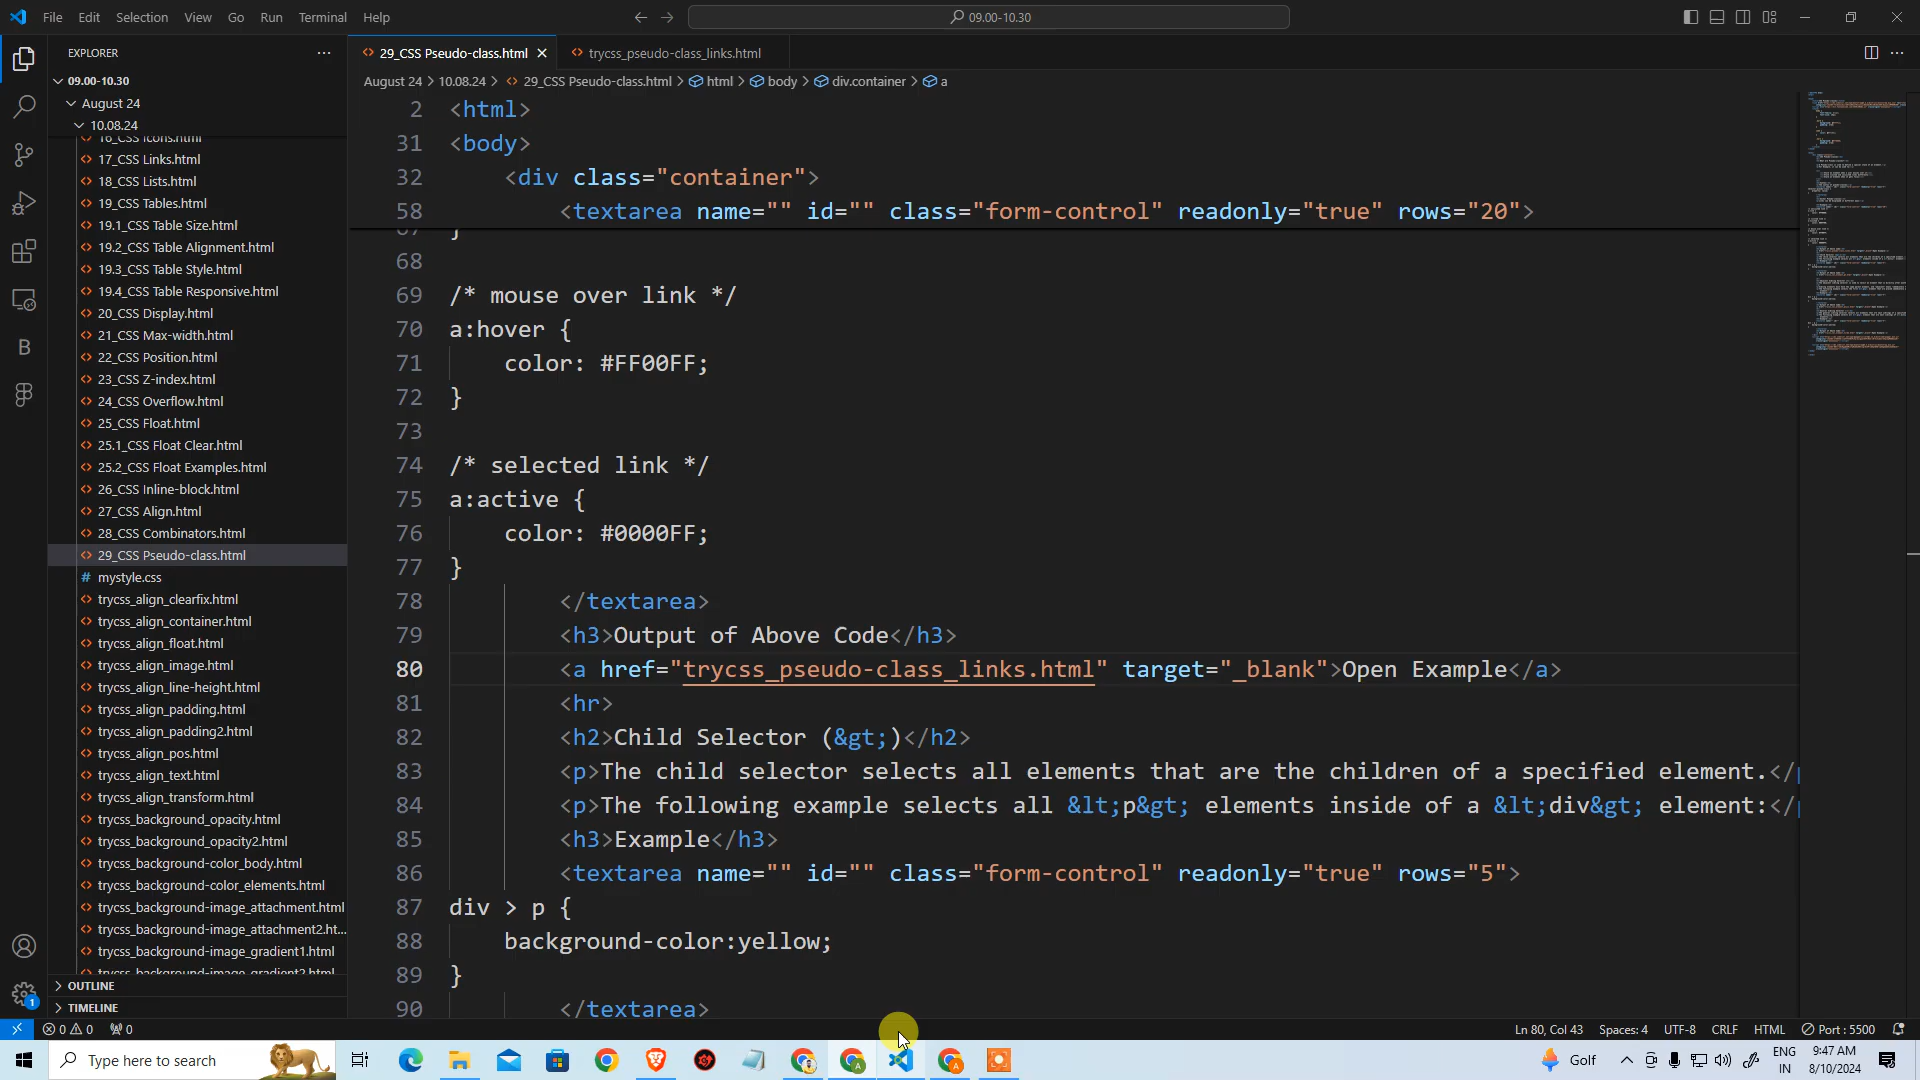 File Edit Selection View Go Run Terminal Help
09.00-10.30
EXPLORER
09.00-10.30
August 24
10.08.24
16_CSS Icons.html
17_CSS Links.html
18_CSS Lists.html
19_CSS Tables.html
19.1_CSS Table Size.html
19.2_CSS Table Alignment.html
19.3_CSS Table Style.html
19.4_CSS Table Responsive.html
20_CSS Display.html
21_CSS Max-width.html
22_CSS Position.html
23_CSS Z-index.html
24_CSS Overflow.html
25_CSS Float.html
25.1_CSS Float Clear.html
25.2_CSS Float Examples.html
26_CSS Inline-block.html
27_CSS Align.html
28_CSS Combinators.html
29_CSS Pseudo-class.html
# mystyle.css
trycss_align_clearfix.html
trycss_align_container.html
trycss_align_float.html
trycss_align_image.html
trycss_align_line-height.html
trycss_align_padding.html
trycss_align_padding2.html
trycss_align_pos.html
trycss_align_text.html
trycss_align_transform.html
trycss_background_opacity.html
trycss_background_opacity2.html
trycss_background-color_body.html
trycss_background-color_elements.html
trycss_background-image_attachment.html
trycss_background-image_attachment2.ht...
trycss_background-image_gradient1.html
trycss_background-image_gradient2.html
OUTLINE
TIMELINE
29_CSS Pseudo-class.html trycss_pseudo-class_links.html
August 24 > 10.08.24 > 29_CSS Pseudo-class.html > html > body > div.container > a
2 <html>
31 <body>
32 <div class="container">
58 <textarea name="" id="" class="form-control" readonly="true" rows="20">
67 }
68
69 /* mouse over link */
70 a:hover {
71 color: #FF00FF;
72 }
73
74 /* selected link */
75 a:active {
76 color: #0000FF;
77 }
78 </textarea>
79 <h3>Output of Above Code</h3>
80 <a href="trycss_pseudo-class_links.html" target="_blank">Open Example</a>
81 <hr>
82 <h2>Child Selector (&gt;)</h2>
83 <p>The child selector selects all elements that are the children of a specified element.</p
84 <p>The following example selects all &lt;p&gt; elements inside of a &lt;div&gt; element:</p
85 <h3>Example</h3>
86 <textarea name="" id="" class="form-control" readonly="true" rows="5">
87 div > p {
88 background-color:yellow;
89 }
90 </textarea>
1
0 0 0
Ln 80, Col 43 Spaces: 4 UTF-8 CRLF HTML Port : 5500
Type here to search
Golf
ENG
IN
9:47 AM
8/10/2024